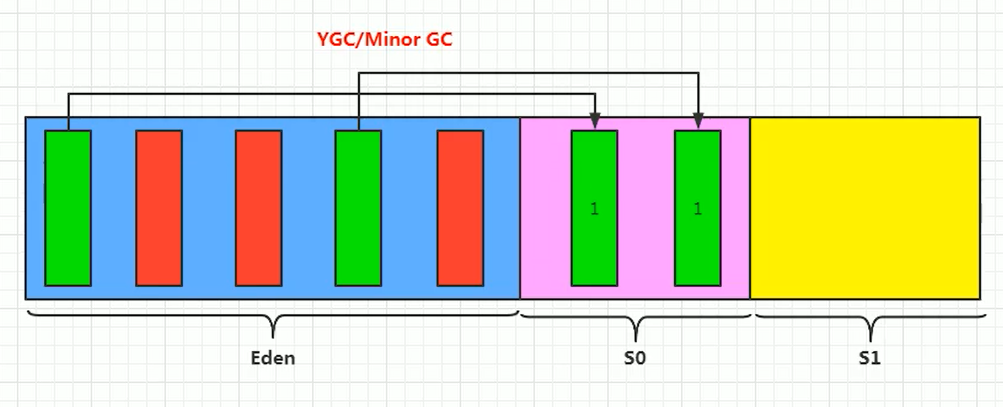 YGC/Minor GC
1 1
Eden S0 S1